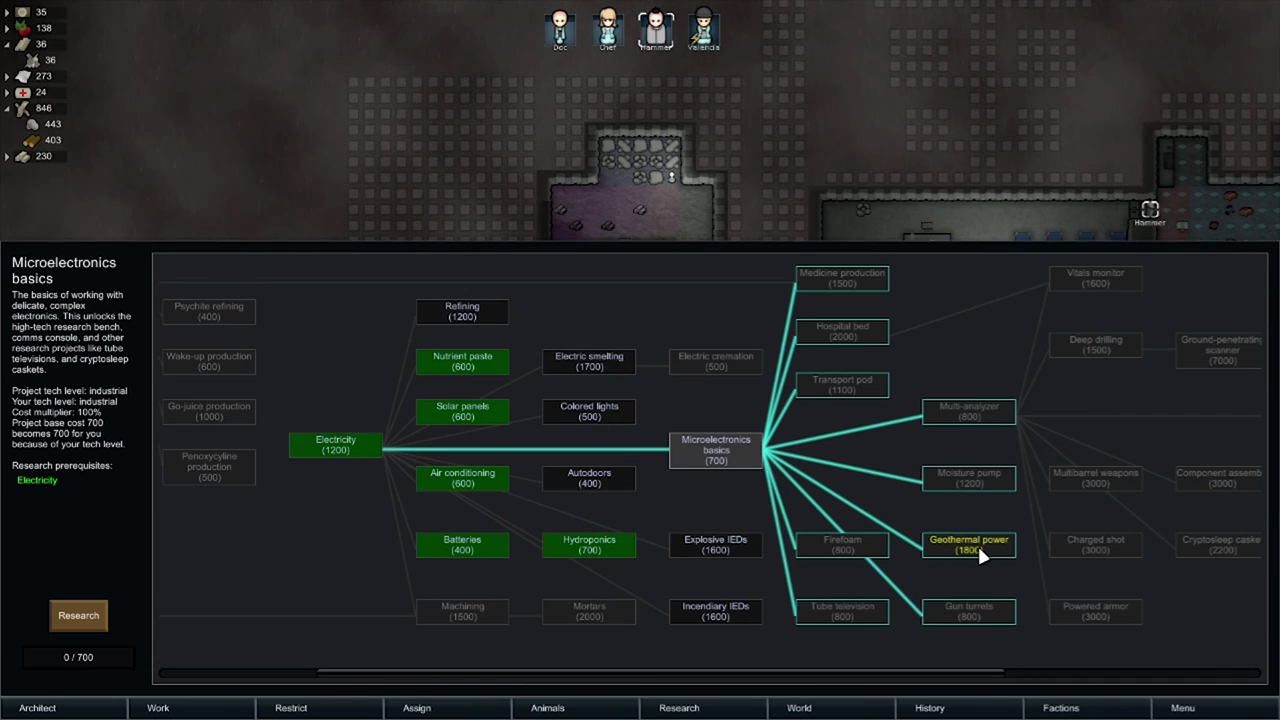 35
138
36
36
273
24
846
443
403
230
Doc
Chef
Hammer
Valencia
Hammer
Microelectronics
basics
The basics of working with
delicate, complex
electronics. This unlocks the
high-tech research bench,
comms console, and other
research projects like tube
televisions, and cryptosleep
caskets.
Project tech level: industrial
Your tech level: industrial
Cost multiplier: 100%
Project base cost 700
becomes 700 for you
because of your tech level.
Research prerequisites:
Electricity
Research
0 / 700
Psychite refining
(400)
Wake-up production
(600)
Go-juice production
(1000)
Penoxycyline
production
(500)
Electricity
(1200)
Refining
(1200)
Nutrient paste
(600)
Solar panels
(600)
Air conditioning
(600)
Batteries
(400)
Machining
(1500)
Electric smelting
(1700)
Colored lights
(500)
Autodoors
(400)
Hydroponics
(700)
Mortars
(2000)
Electric cremation
(500)
Microelectronics
basics
(700)
Explosive IEDs
(1600)
Incendiary IEDs
(1600)
Medicine production
(1500)
Hospital bed
(2000)
Transport pod
(1100)
Firefoam
(800)
Tube television
(800)
Multi-analyzer
(800)
Moisture pump
(1200)
Geothermal power
(1800)
Gun turrets
(800)
Vitals monitor
(1600)
Deep drilling
(1500)
Multibarrel weapons
(3000)
Charged shot
(3000)
Powered armor
(3000)
Ground-penetrating
scanner
(7000)
Component assemb
(3000)
Cryptosleep caske
(2200)
Architect
Work
Restrict
Assign
Animals
Research
World
History
Factions
Menu